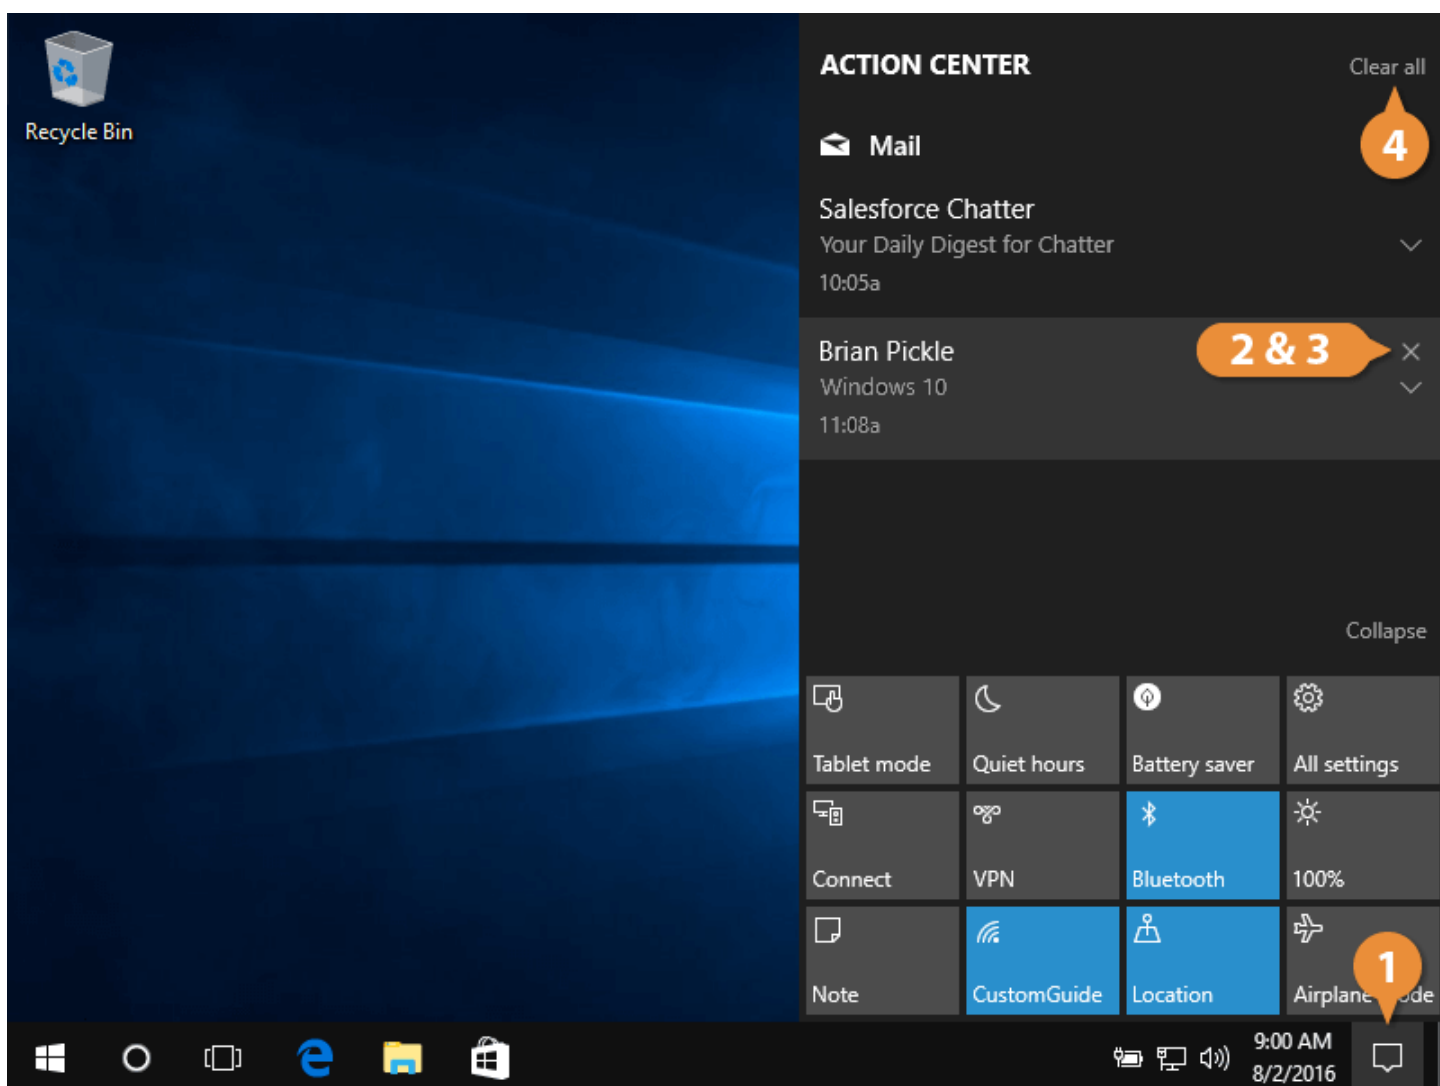 Recycle Bin
ACTION CENTER
Clear all
4
Mail
Salesforce Chatter
Your Daily Digest for Chatter
10:05a
Brian Pickle
2 & 3
Windows 10
11:08a
Collapse
Tablet mode
Quiet hours
Battery saver
All settings
Connect
VPN
Bluetooth
100%
Note
CustomGuide
Location
Airplane ode
1
9:00 AM
8/2/2016